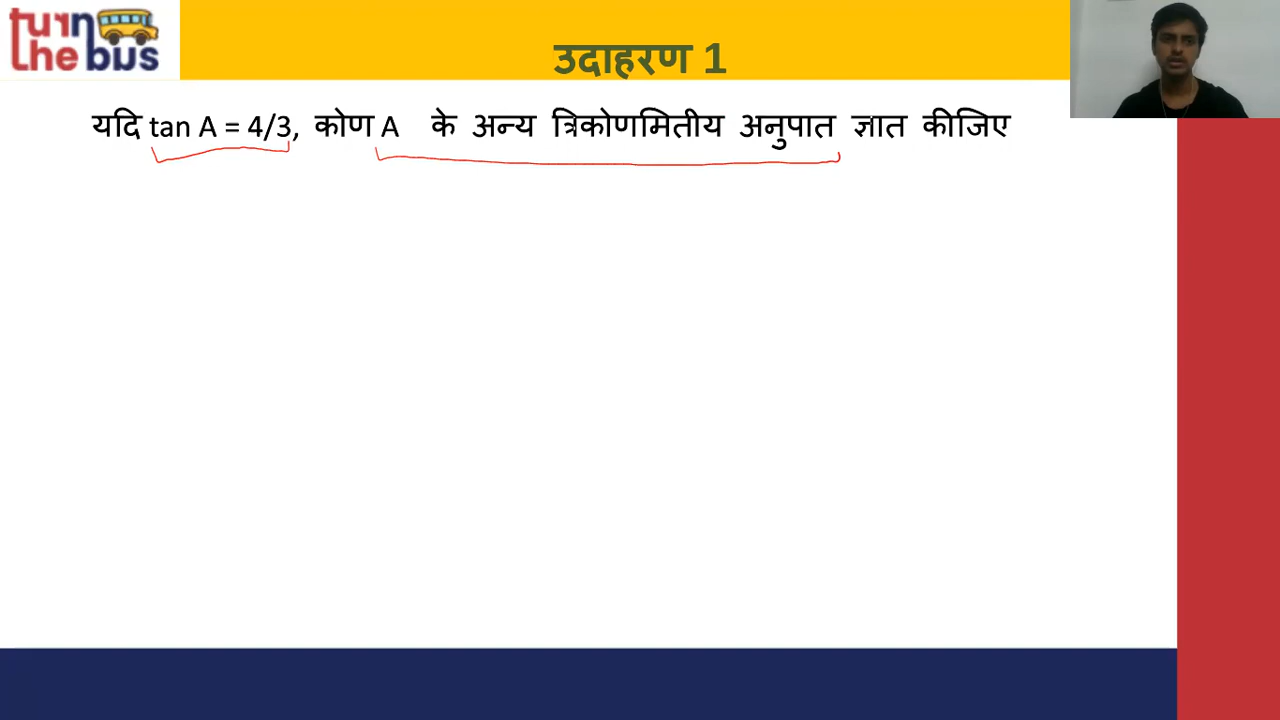 turn
the bus
उदाहरण 1
यदि tan A = 4/3, कोण A के अन्य त्रिकोणमितीय अनुपात ज्ञात कीजिए